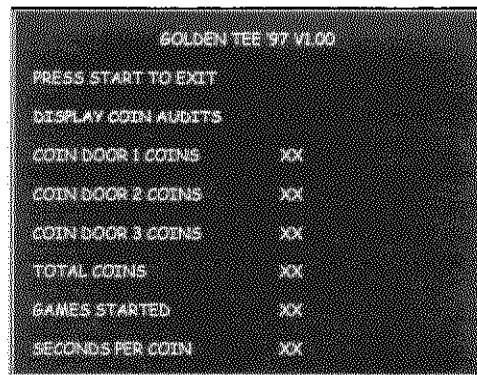 GOLDEN TEE '97 V1.00
PRESS START TO EXIT
DISPLAY COIN AUDITS
COIN DOOR 1 COINS XX
COIN DOOR 2 COINS XX
COIN DOOR 3 COINS XX
TOTAL COINS XX
GAMES STARTED XX
SECONDS PER COIN XX